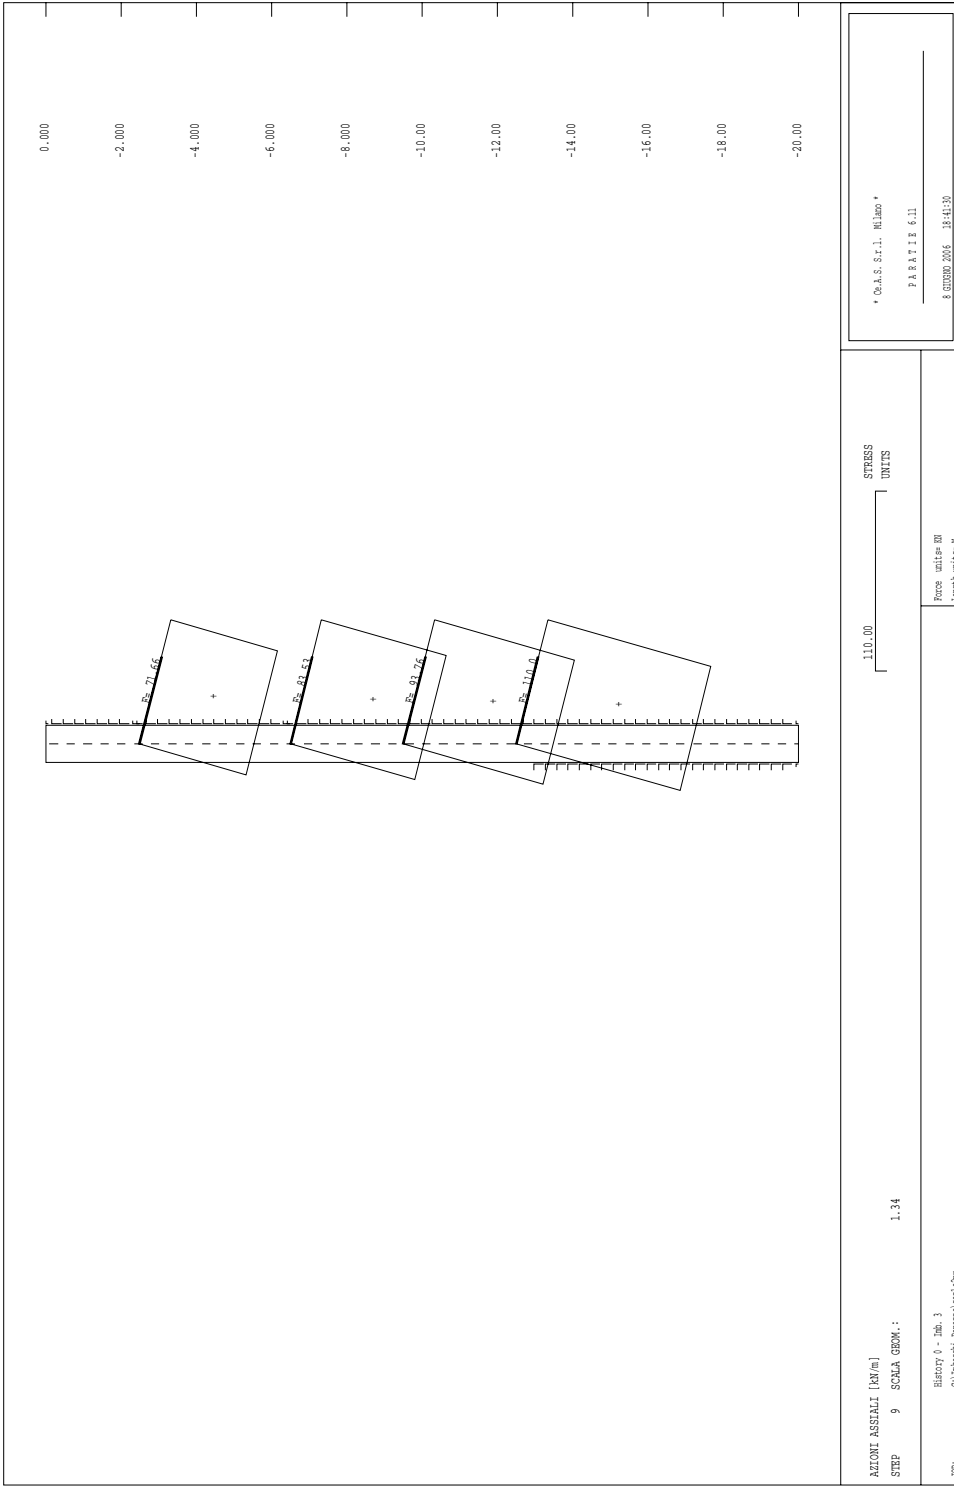 0.000
-2.000
-4.000
-6.000
-8.000
-10.00
-12.00
-14.00
-16.00
-18.00
-20.00
F= 71.66
F= 83.53
F= 93.76
F= 110.0
* Ce.A.S. S.r.l. Milano *
P A R A T I E 6.11
8 GIUGNO 2006 18:41:30
110.00
STRESS
UNITS
AZIONI ASSIALI [kN/m]
STEP 9 SCALA GEOM.: 1.34
Force units= KN
History 0 - Imb. 3